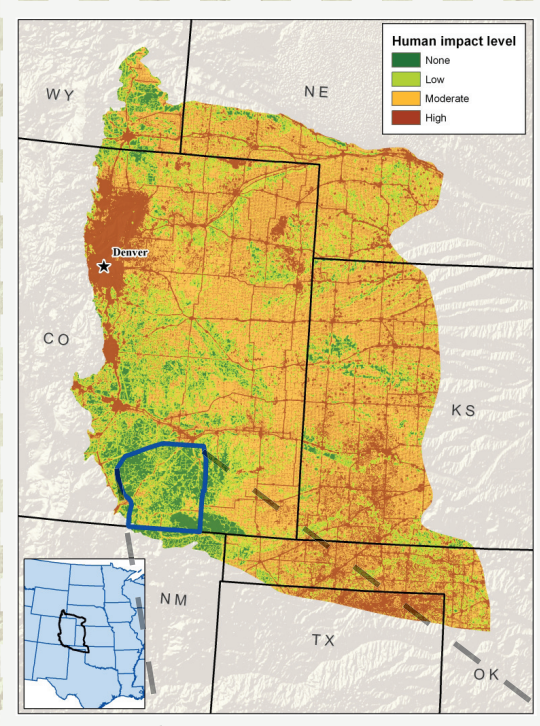 Human impact level
None
Low
Moderate
High
WY
NE
Denver
CO
KS
NM
TX
OK